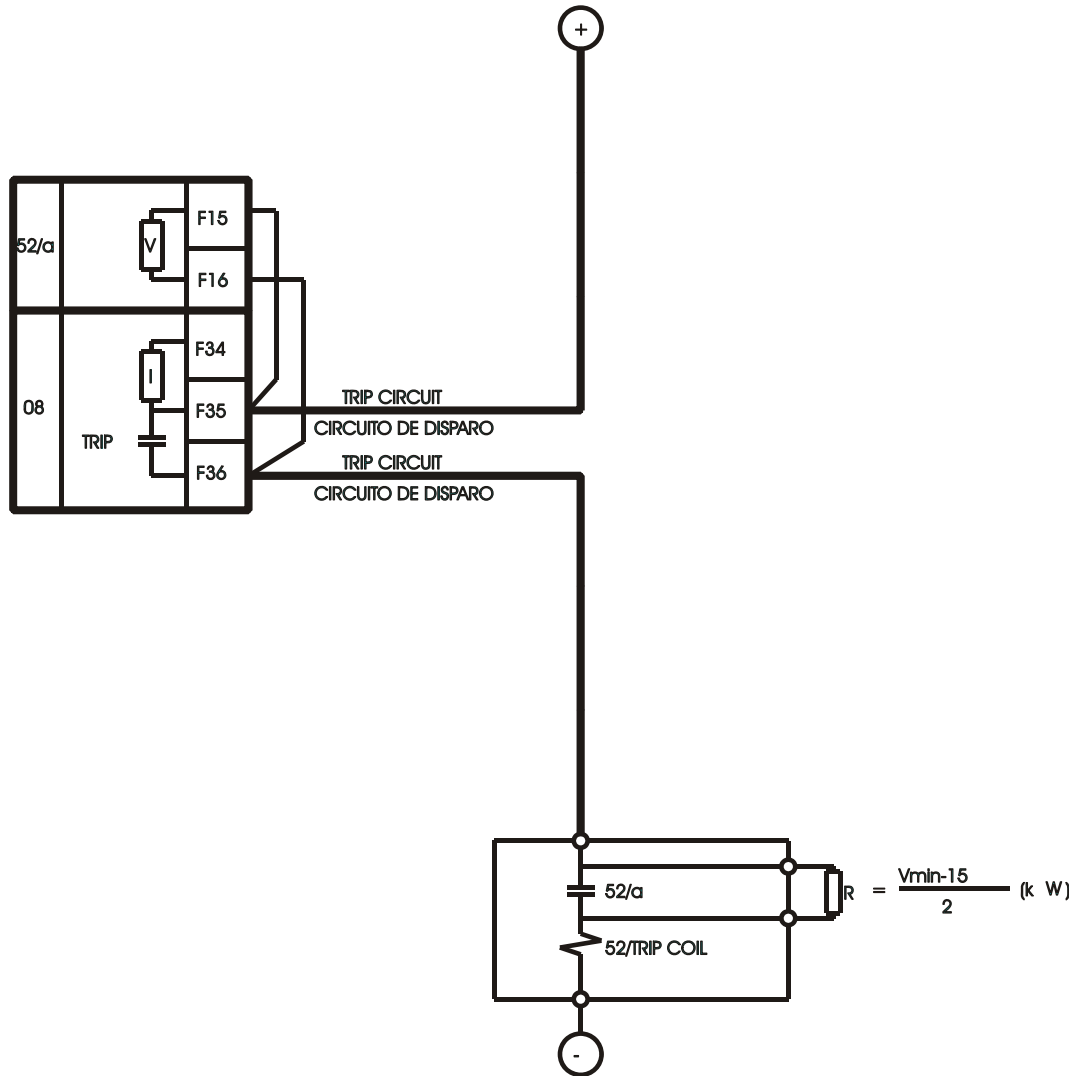 +
F15
52/a
V
F16
F34
I
08
F35
TRIP
F36
TRIP CIRCUIT
CIRCUITO DE DISPARO
TRIP CIRCUIT
CIRCUITO DE DISPARO
52/a
R = Vmin-15
2
(k W)
52/TRIP COIL
-